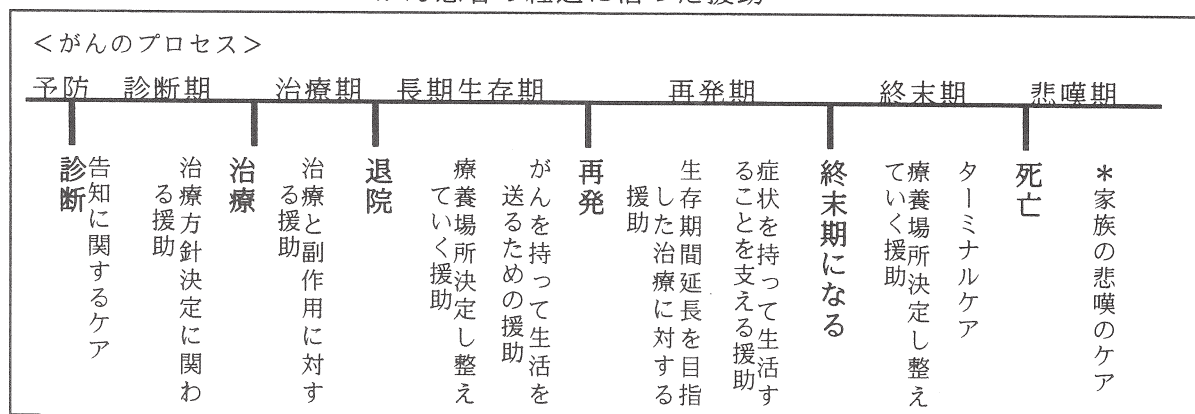 ＜がんのプロセス＞
予防　診断期　治療期　長期生存期　再発期　終末期　悲嘆期
診断
告知に関するケア
治療方針決定に関わ
る援助
治療
治療と副作用に対す
る援助
退院
療養場所決定し整え
ていく援助
がんを持って生活を
送るための援助
再発
生存期間延長を目指
した治療に対する
援助
症状を持って生活す
ることを支える援助
終末期になる
療養場所決定し整え
ていく援助
ターミナルケア
死亡
＊家族の悲嘆のケア